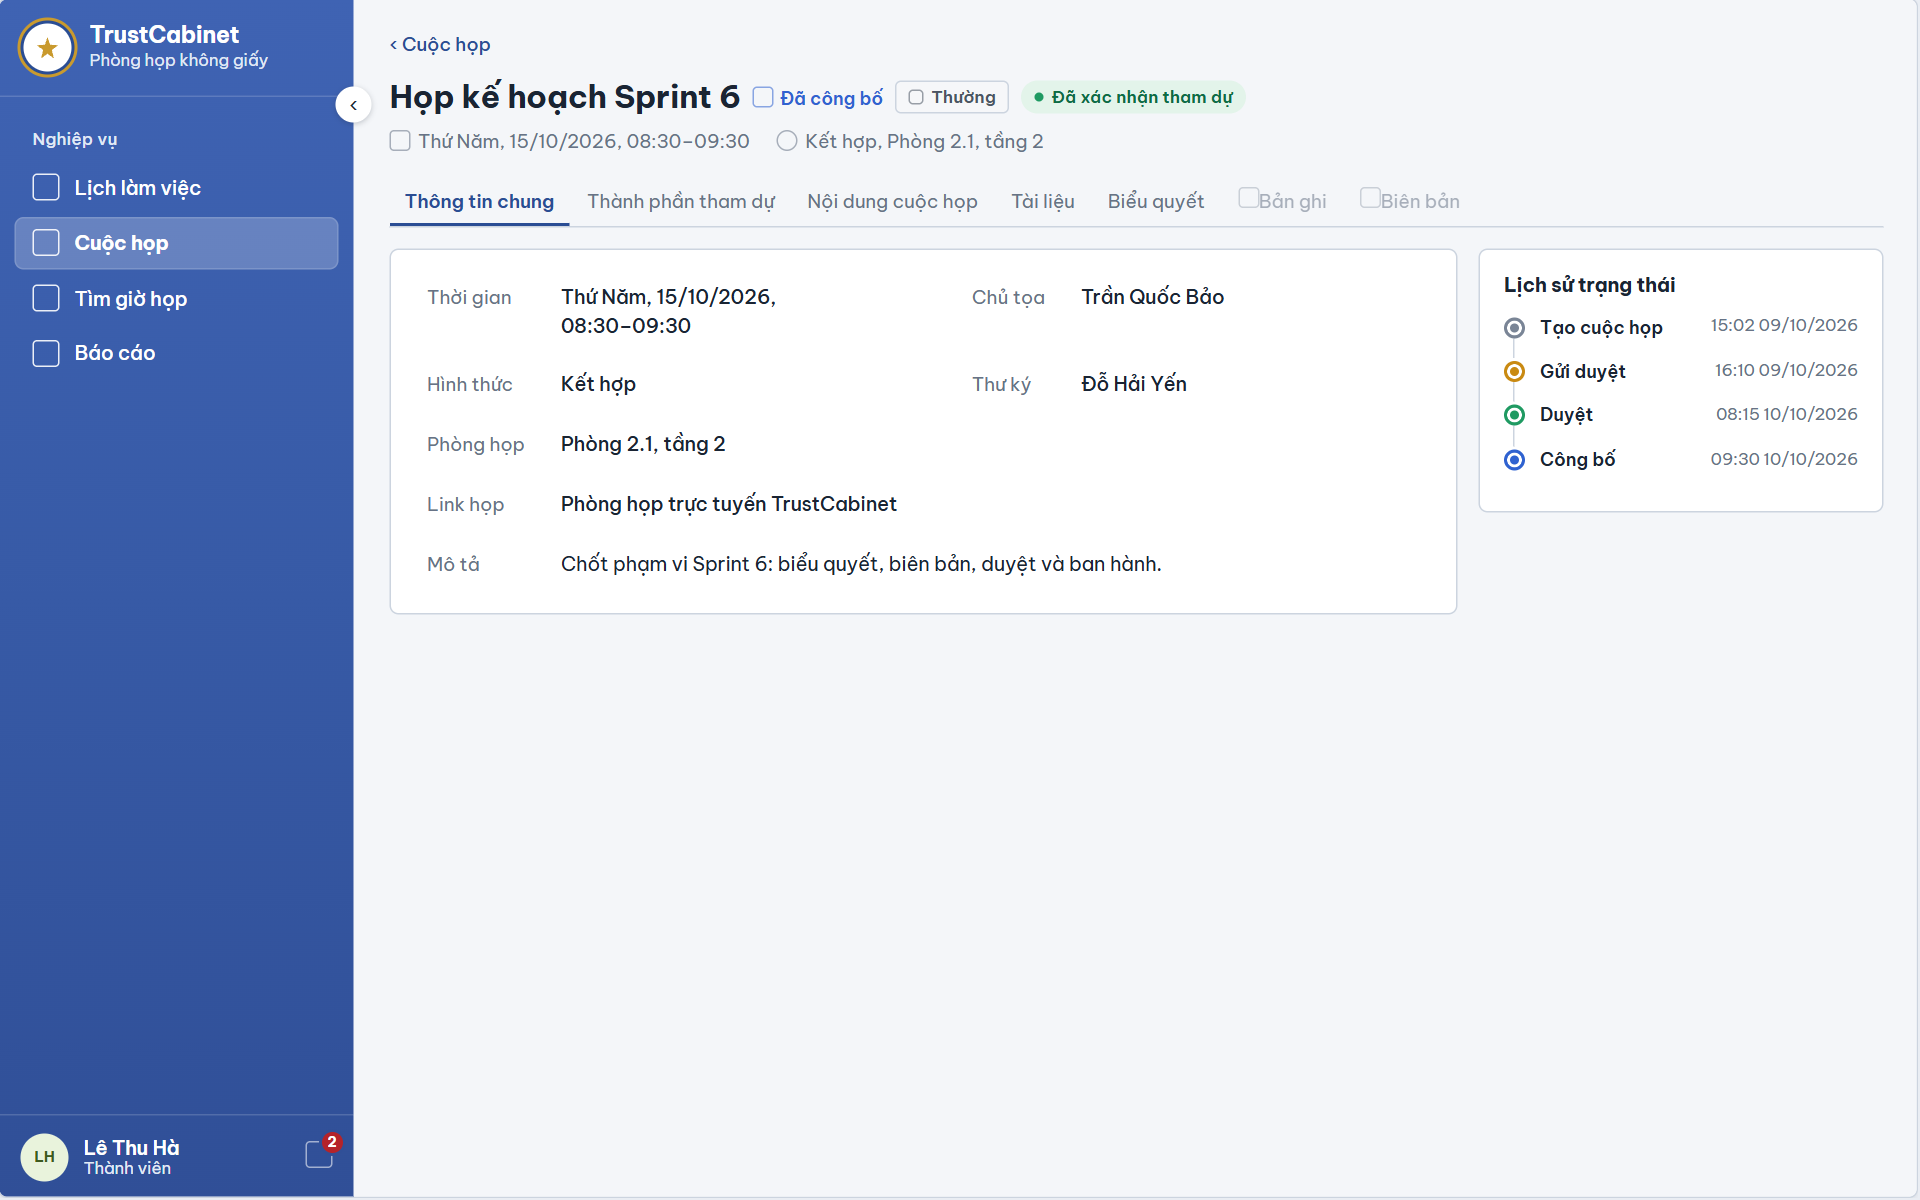 TrustCabinet
Phòng họp không giấy
Nghiệp vụ
Lịch làm việc
Cuộc họp
Tìm giờ họp
Báo cáo
LH
Lê Thu Hà
Thành viên
2
‹ Cuộc họp
Họp kế hoạch Sprint 6 Đã công bố Thường Đã xác nhận tham dự
Thứ Năm, 15/10/2026, 08:30–09:30 Kết hợp, Phòng 2.1, tầng 2
Thông tin chung Thành phần tham dự Nội dung cuộc họp Tài liệu Biểu quyết Bản ghi Biên bản
Thời gian Thứ Năm, 15/10/2026, 08:30–09:30
Chủ tọa Trần Quốc Bảo
Hình thức Kết hợp
Thư ký Đỗ Hải Yến
Phòng họp Phòng 2.1, tầng 2
Link họp Phòng họp trực tuyến TrustCabinet
Mô tả Chốt phạm vi Sprint 6: biểu quyết, biên bản, duyệt và ban hành.
Lịch sử trạng thái
Tạo cuộc họp 15:02 09/10/2026
Gửi duyệt 16:10 09/10/2026
Duyệt 08:15 10/10/2026
Công bố 09:30 10/10/2026